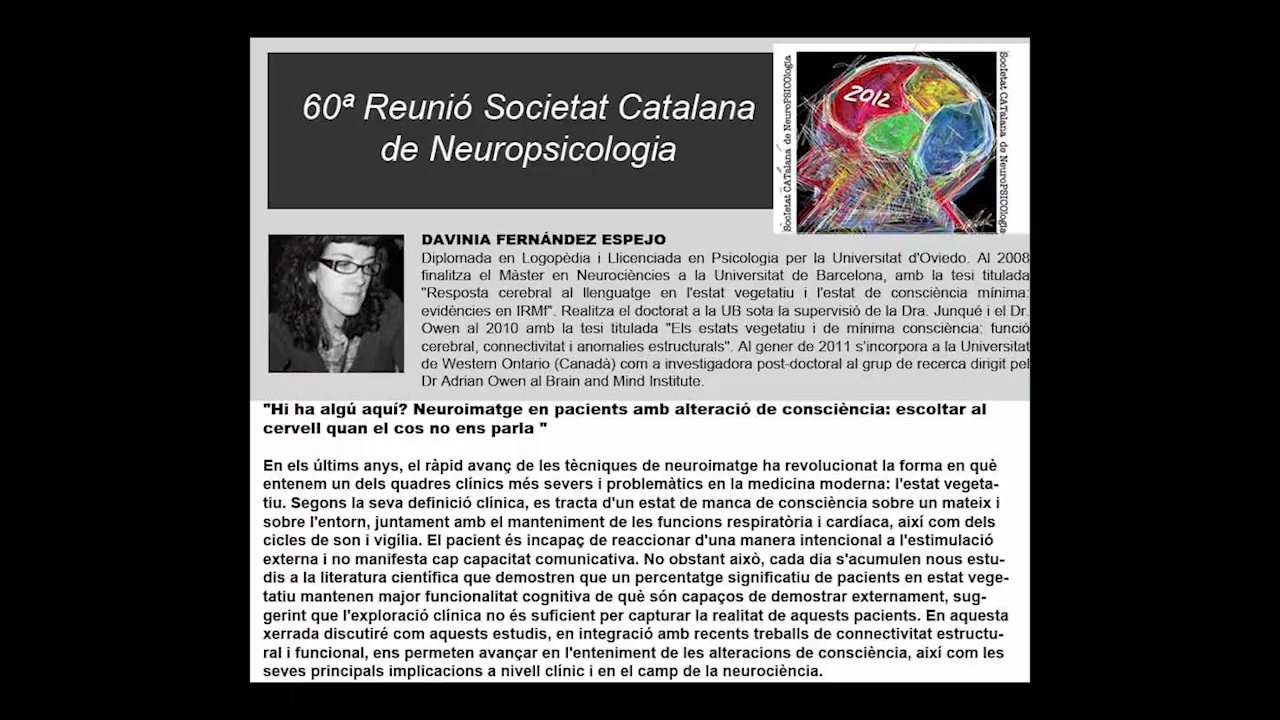 60ª Reunió Societat Catalana
de Neuropsicologia
2012
Societat CATalana de NeuroPSICOlogia
Societat CATalana de NeuroPSICOlogia
DAVINIA FERNÁNDEZ ESPEJO
Diplomada en Logopèdia i Llicenciada en Psicologia per la Universitat d'Oviedo. Al 2008
finalitza el Màster en Neurociències a la Universitat de Barcelona, amb la tesi titulada
"Resposta cerebral al llenguatge en l'estat vegetatiu i l'estat de consciència mínima:
evidències en IRMf". Realitza el doctorat a la UB sota la supervisió de la Dra. Junqué i el Dr.
Owen al 2010 amb la tesi titulada "Els estats vegetatiu i de mínima consciència: funció
cerebral, connectivitat i anomalies estructurals". Al gener de 2011 s'incorpora a la Universitat
de Western Ontario (Canadà) com a investigadora post-doctoral al grup de recerca dirigit pel
Dr Adrian Owen al Brain and Mind Institute.
"Hi ha algú aquí? Neuroimatge en pacients amb alteració de consciència: escoltar al
cervell quan el cos no ens parla "
En els últims anys, el ràpid avanç de les tècniques de neuroimatge ha revolucionat la forma en què
entenem un dels quadres clínics més severs i problemàtics en la medicina moderna: l'estat vegeta-
tiu. Segons la seva definició clínica, es tracta d'un estat de manca de consciència sobre un mateix i
sobre l'entorn, juntament amb el manteniment de les funcions respiratòria i cardíaca, així com dels
cicles de son i vigília. El pacient és incapaç de reaccionar d'una manera intencional a l'estimulació
externa i no manifesta cap capacitat comunicativa. No obstant això, cada dia s'acumulen nous estu-
dis a la literatura científica que demostren que un percentatge significatiu de pacients en estat vege-
tatiu mantenen major funcionalitat cognitiva de què són capaços de demostrar externament, sug-
gerint que l'exploració clínica no és suficient per capturar la realitat de aquests pacients. En aquesta
xerrada discutiré com aquests estudis, en integració amb recents treballs de connectivitat estructu-
ral i funcional, ens permeten avançar en l'enteniment de les alteracions de consciència, així com les
seves principals implicacions a nivell clínic i en el camp de la neurociència.